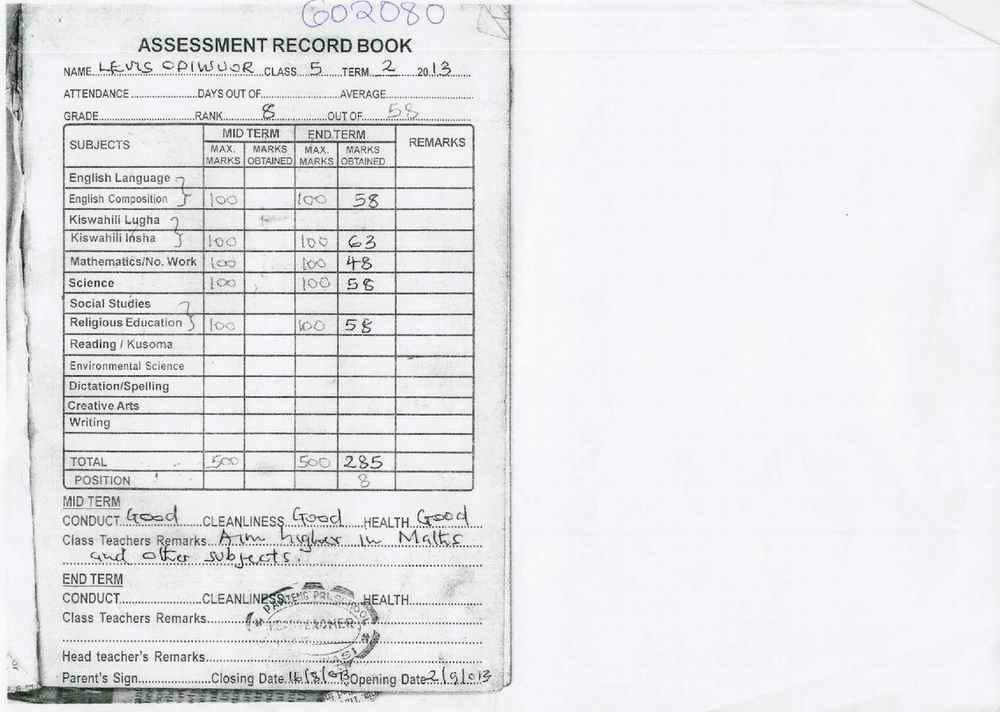 G02080
ASSESSMENT RECORD BOOK
NAME LEVIS OPIWUOR CLASS 5 TERM 2 2013
ATTENDANCE DAYS OUT OF AVERAGE
GRADE RANK 8 OUT OF 58
SUBJECTS MID TERM END TERM REMARKS
MAX. MARKS MARKS OBTAINED MAX. MARKS MARKS OBTAINED
English Language
English Composition 100 100 58
Kiswahili Lugha
Kiswahili Insha 100 100 63
Mathematics/No. Work 100 100 48
Science 100 100 58
Social Studies
Religious Education 100 100 58
Reading / Kusoma
Environmental Science
Dictation/Spelling
Creative Arts
Writing
TOTAL 500 500 285
POSITION 8
MID TERM
CONDUCT Good CLEANLINESS Good HEALTH Good
Class Teachers Remarks Aim higher in Maths
and other subjects.
END TERM
CONDUCT CLEANLINESS HEALTH
Class Teachers Remarks
Head teacher's Remarks
Parent's Sign Closing Date 16/8/013 Opening Date 2/9/013